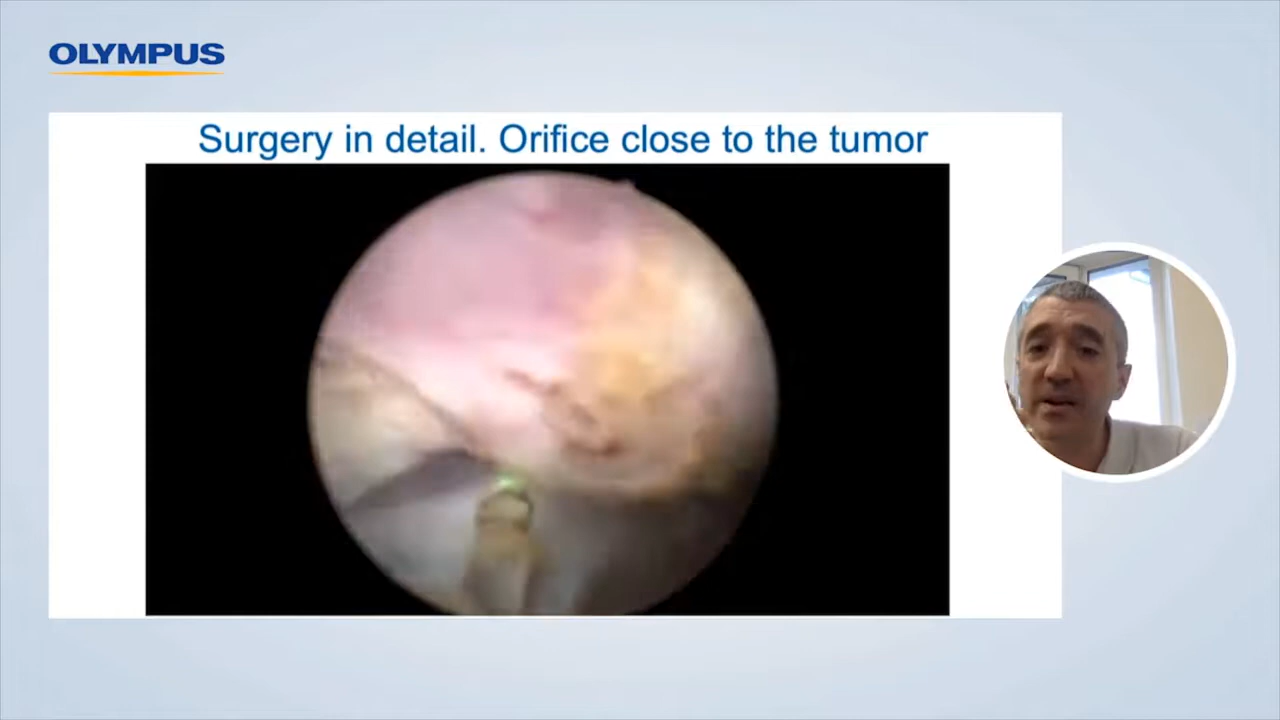 OLYMPUS
Surgery in detail. Orifice close to the tumor